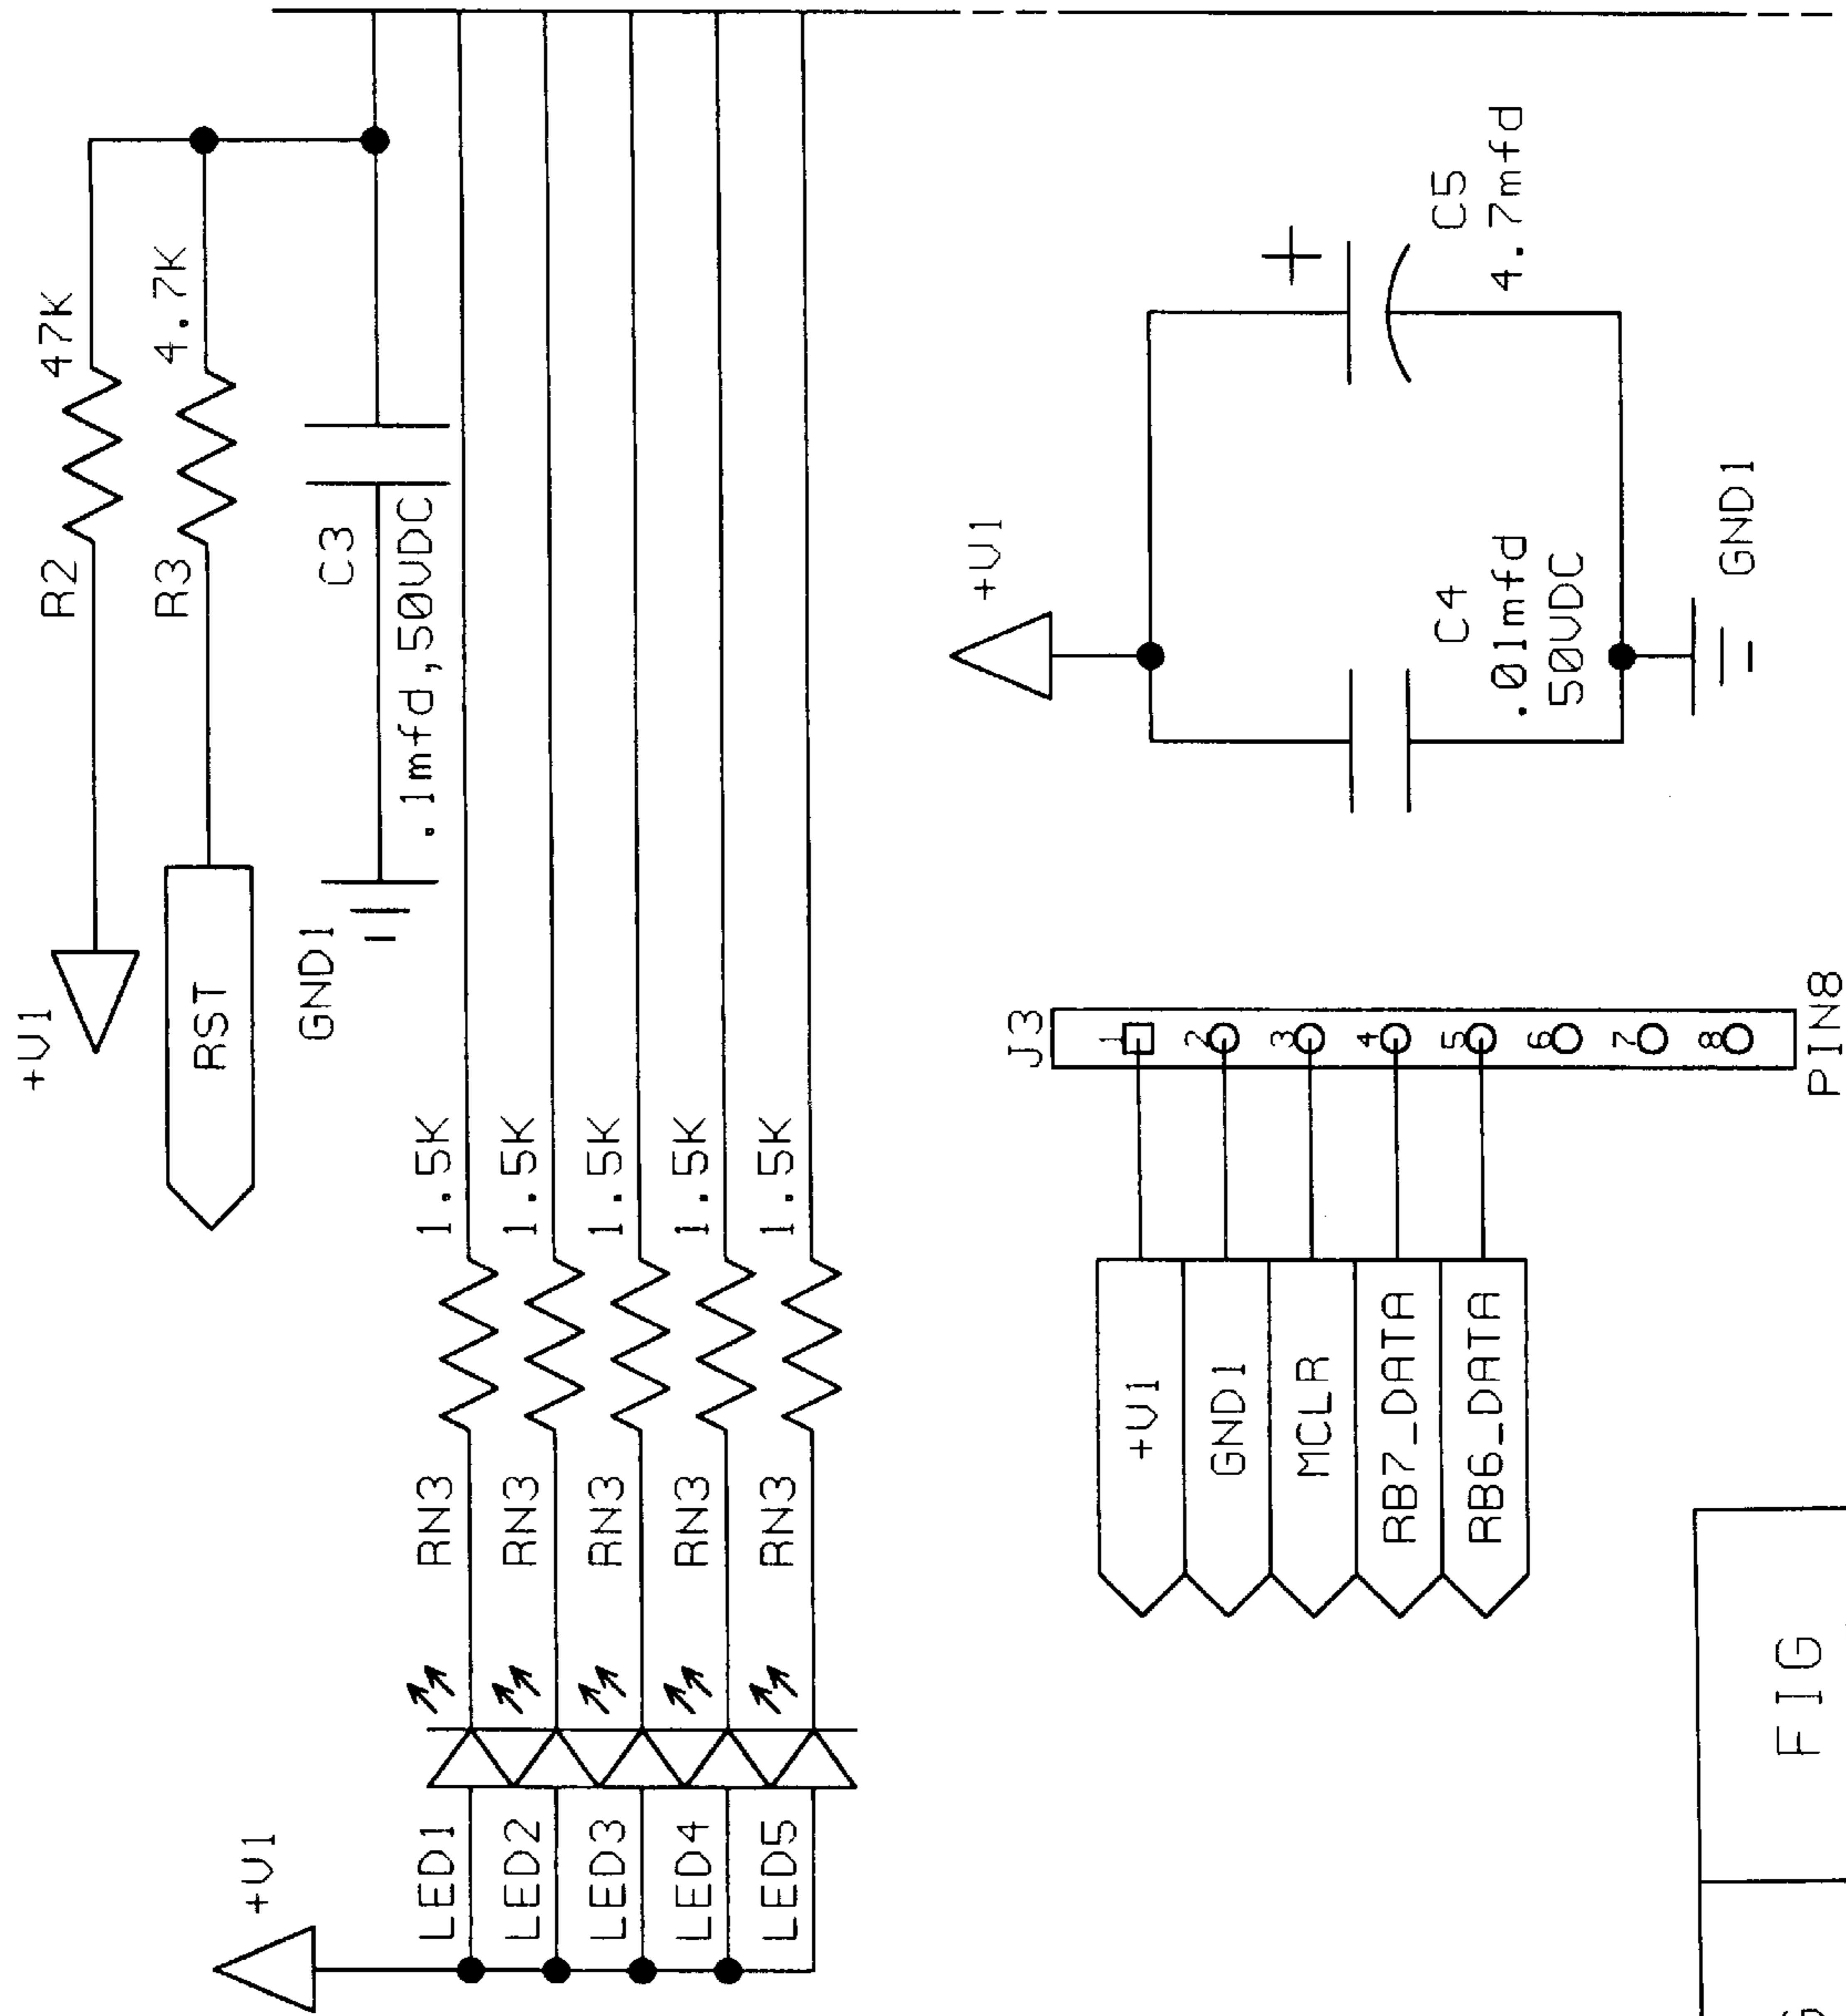 +V1
R2 47K
R3 4.7K
RST
C3
.1mfd,50VDC
GND1
+V1
LED1 RN3 1.5K
LED2 RN3 1.5K
LED3 RN3 1.5K
LED4 RN3 1.5K
LED5 RN3 1.5K
+V1
+
C5
4.7mfd
C4
.01mfd
50VDC
GND1
J3
+V1 1
GND1 2
MCLR 3
RB7_DATA 4
RB6_DATA 5
6
7
8
PIN8
FIG